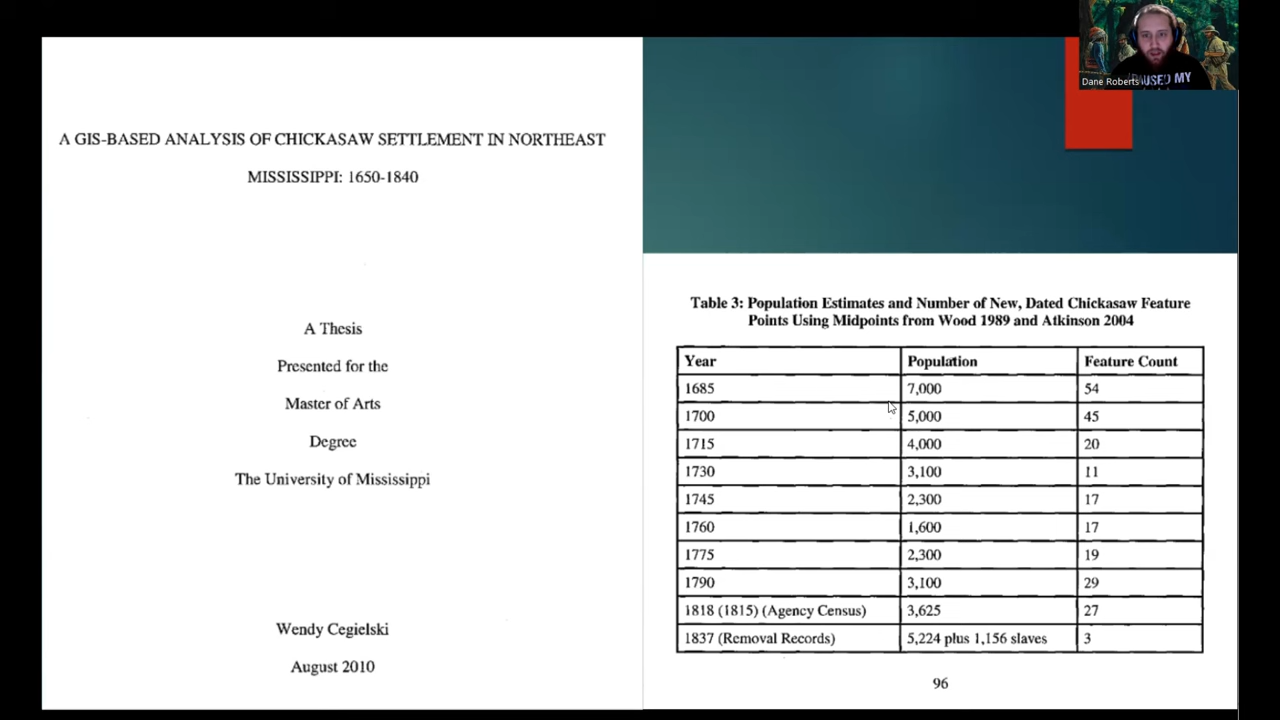 A GIS-BASED ANALYSIS OF CHICKASAW SETTLEMENT IN NORTHEAST
MISSISSIPPI: 1650-1840
A Thesis
Presented for the
Master of Arts
Degree
The University of Mississippi
Wendy Cegielski
August 2010
Dane Roberts
PAUSED MY
Table 3: Population Estimates and Number of New, Dated Chickasaw Feature
Points Using Midpoints from Wood 1989 and Atkinson 2004
Year Population Feature Count
1685 7,000 54
1700 5,000 45
1715 4,000 20
1730 3,100 11
1745 2,300 17
1760 1,600 17
1775 2,300 19
1790 3,100 29
1818 (1815) (Agency Census) 3,625 27
1837 (Removal Records) 5,224 plus 1,156 slaves 3
96